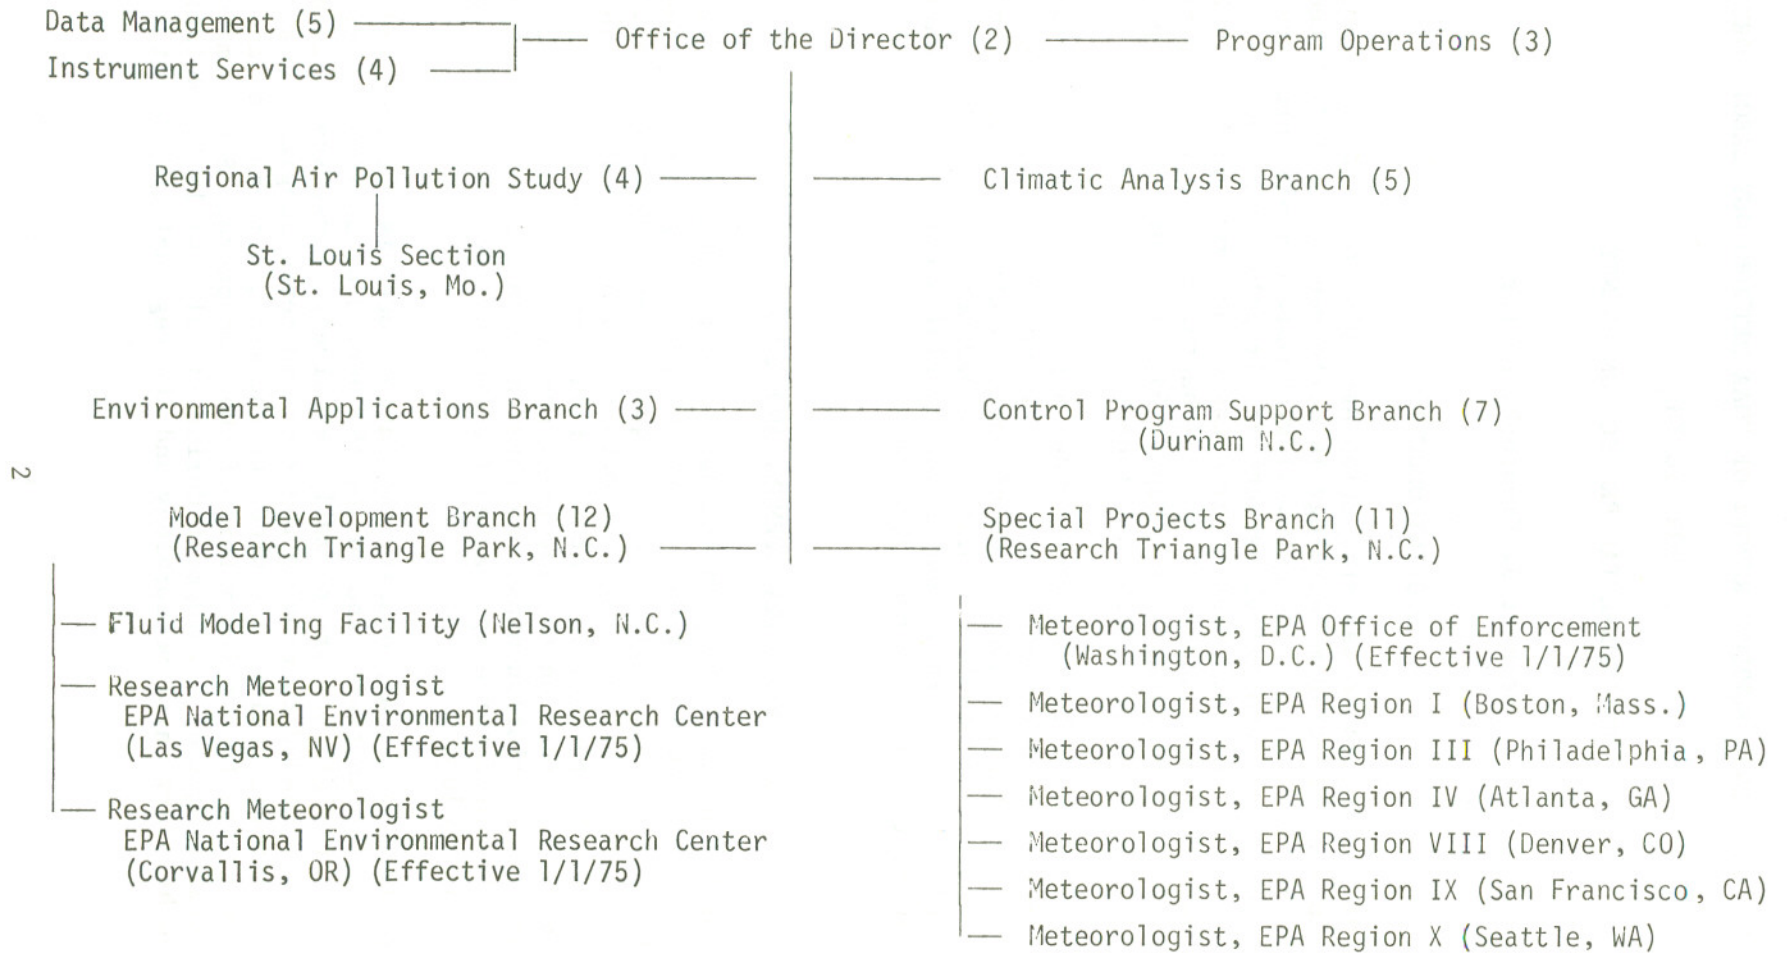 Data Management (5)
Office of the Director (2)
Program Operations (3)
Instrument Services (4)
Regional Air Pollution Study (4)
Climatic Analysis Branch (5)
St. Louis Section
(St. Louis, Mo.)
Environmental Applications Branch (3)
Control Program Support Branch (7)
(Durham N.C.)
2
Model Development Branch (12)
(Research Triangle Park, N.C.)
Special Projects Branch (11)
(Research Triangle Park, N.C.)
Fluid Modeling Facility (Nelson, N.C.)
Research Meteorologist
EPA National Environmental Research Center
(Las Vegas, NV) (Effective 1/1/75)
Research Meteorologist
EPA National Environmental Research Center
(Corvallis, OR) (Effective 1/1/75)
Meteorologist, EPA Office of Enforcement
(Washington, D.C.) (Effective 1/1/75)
Meteorologist, EPA Region I (Boston, Mass.)
Meteorologist, EPA Region III (Philadelphia, PA)
Meteorologist, EPA Region IV (Atlanta, GA)
Meteorologist, EPA Region VIII (Denver, CO)
Meteorologist, EPA Region IX (San Francisco, CA)
Meteorologist, EPA Region X (Seattle, WA)